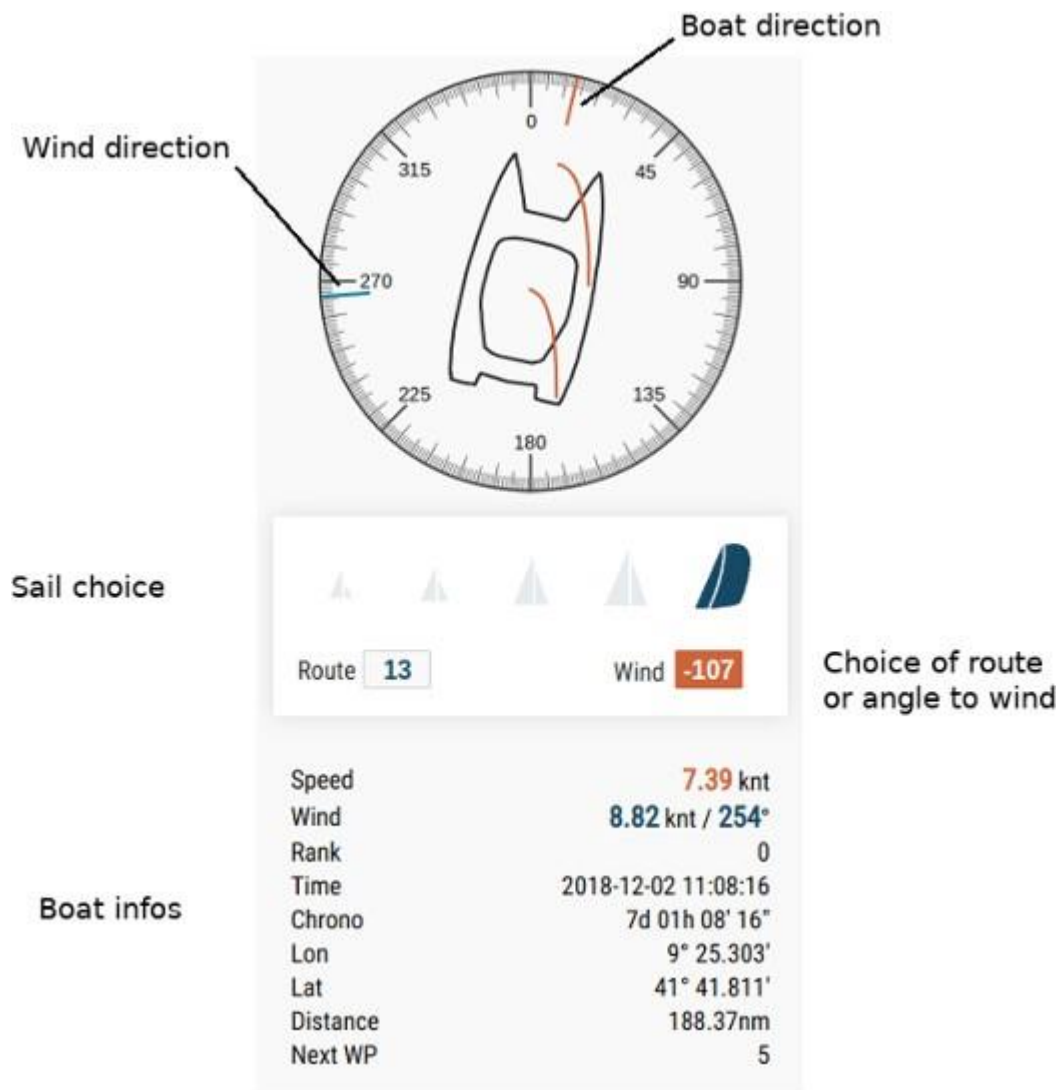 Boat direction
Wind direction
0
315
45
270
90
225
135
180
Sail choice
Route 13 Wind -107
Choice of route
or angle to wind
Speed 7.39 knt
Wind 8.82 knt / 254°
Rank 0
Time 2018-12-02 11:08:16
Boat infos
Chrono 7d 01h 08' 16"
Lon 9° 25.303'
Lat 41° 41.811'
Distance 188.37nm
Next WP 5